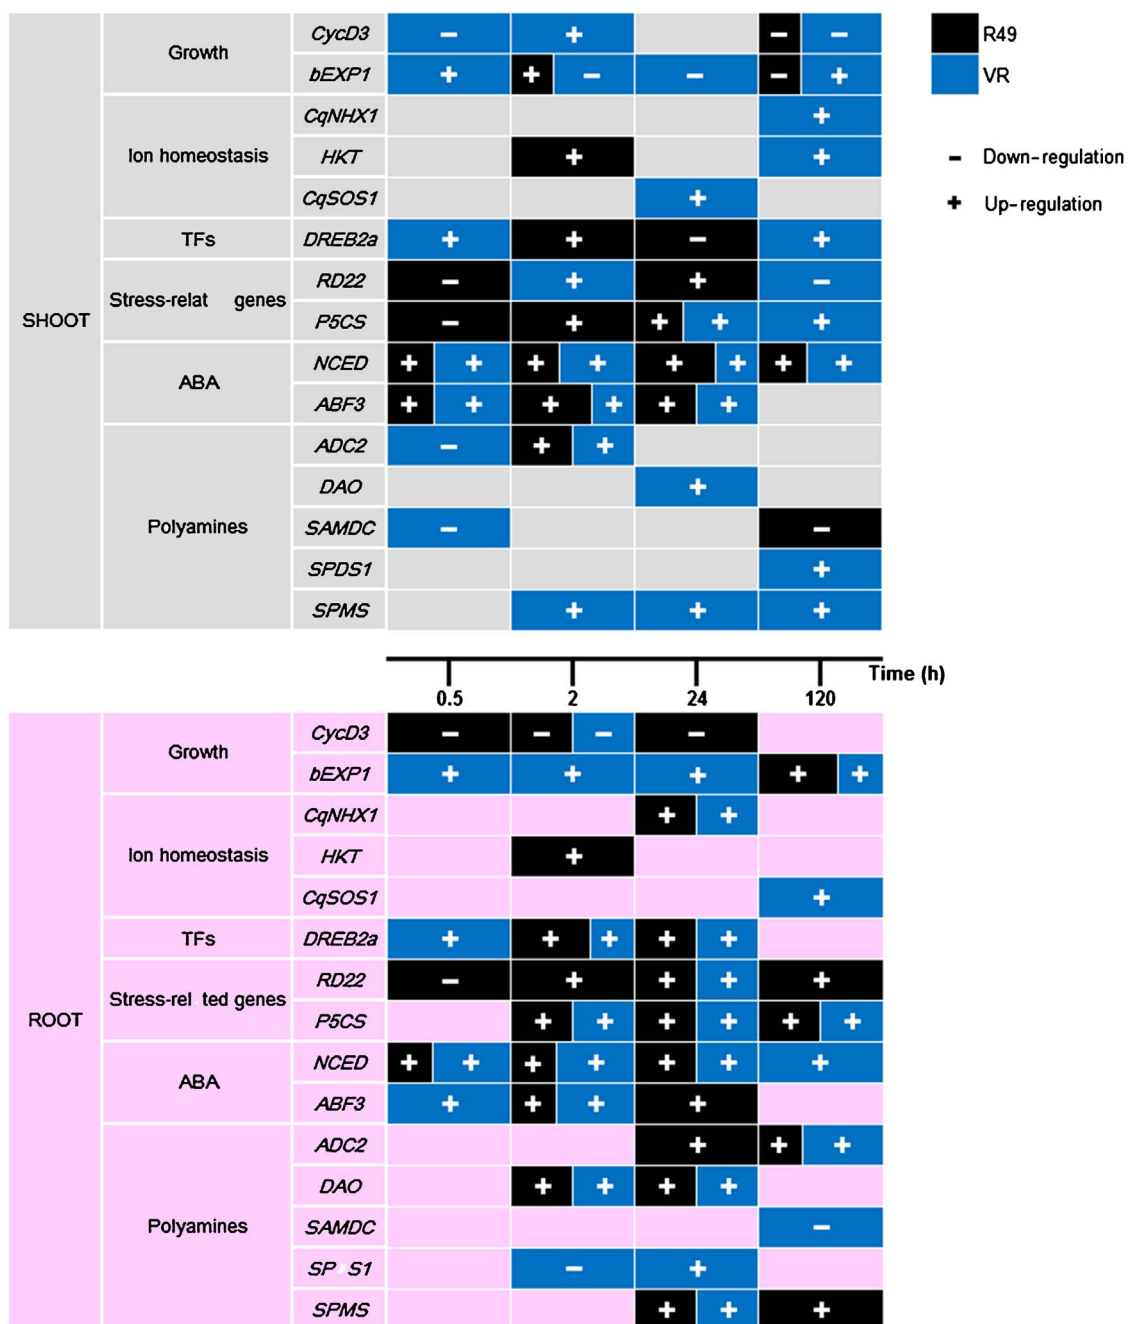 CycD3 − + − −
R49
Growth
bEXP1 + + − − − +
VR
CqNHX1 +
Ion homeostasis
HKT + +
− Down-regulation
CqSOS1 +
+ Up-regulation
TFs
DREB2a + + − +
RD22 − + + −
Stress-relat genes
P5CS − + + + +
SHOOT
NCED + + + + + + + +
ABA
ABF3 + + + + + +
ADC2 − + +
DAO +
Polyamines
SAMDC − −
SPDS1 +
SPMS + + +
Time (h)
0.5 2 24 120
CycD3 − − − −
Growth
bEXP1 + + + + +
CqNHX1 + +
Ion homeostasis
HKT +
CqSOS1 +
TFs
DREB2a + + + + +
RD22 − + + + +
Stress-rel ted genes
P5CS + + + + + +
ROOT
NCED + + + + + + +
ABA
ABF3 + + + +
ADC2 + + +
DAO + + + +
Polyamines
SAMDC −
SP S1 − +
SPMS + + +